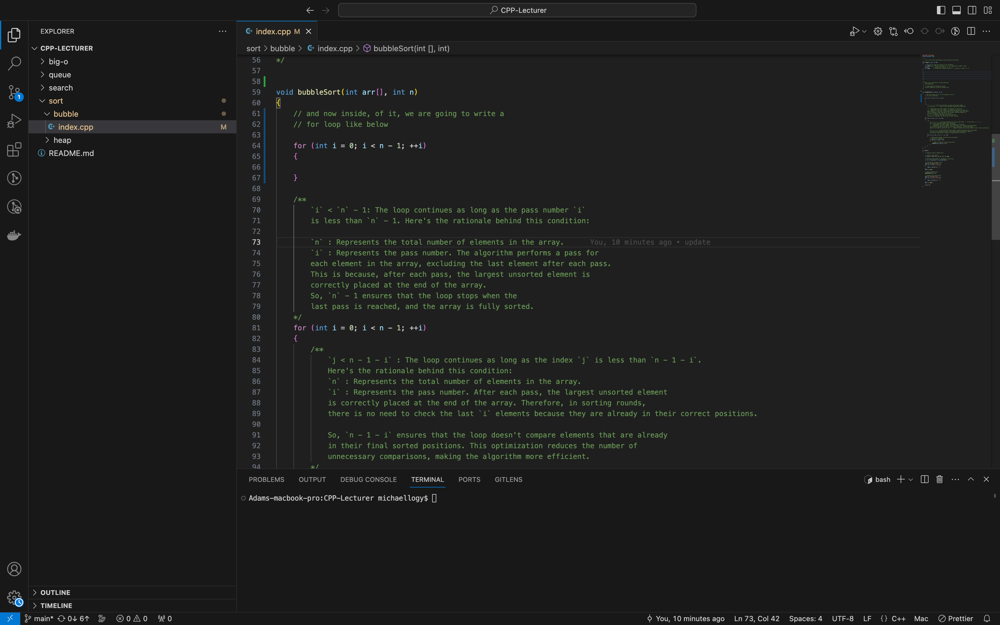 CPP-Lecturer
EXPLORER
CPP-LECTURER
big-o
queue
search
sort
bubble
index.cpp M
heap
README.md
OUTLINE
TIMELINE
1
index.cpp M
sort > bubble > index.cpp > bubbleSort(int [], int)
56 */
57
58
59 void bubbleSort(int arr[], int n)
60 {
61 // and now inside, of it, we are going to write a
62 // for loop like below
63
64 for (int i = 0; i < n - 1; ++i)
65 {
66
67 }
68
69 /**
70 `i` < `n` - 1: The loop continues as long as the pass number `i`
71 is less than `n` - 1. Here's the rationale behind this condition:
72
73 `n` : Represents the total number of elements in the array. You, 10 minutes ago • update
74 `i` : Represents the pass number. The algorithm performs a pass for
75 each element in the array, excluding the last element after each pass.
76 This is because, after each pass, the largest unsorted element is
77 correctly placed at the end of the array.
78 So, `n` - 1 ensures that the loop stops when the
79 last pass is reached, and the array is fully sorted.
80 */
81 for (int i = 0; i < n - 1; ++i)
82 {
83 /**
84 `j < n - 1 - i` : The loop continues as long as the index `j` is less than `n - 1 - i`.
85 Here's the rationale behind this condition:
86 `n` : Represents the total number of elements in the array.
87 `i` : Represents the pass number. After each pass, the largest unsorted element
88 is correctly placed at the end of the array. Therefore, in sorting rounds,
89 there is no need to check the last `i` elements because they are already in their correct positions.
90
91 So, `n - 1 - i` ensures that the loop doesn't compare elements that are already
92 in their final sorted positions. This optimization reduces the number of
93 unnecessary comparisons, making the algorithm more efficient.
94 */
PROBLEMS OUTPUT DEBUG CONSOLE TERMINAL PORTS GITLENS bash
Adams-macbook-pro:CPP-Lecturer michaellogy$
main* 0↓ 6↑ 0 0 0 You, 10 minutes ago Ln 73, Col 42 Spaces: 4 UTF-8 LF {} C++ Mac Prettier